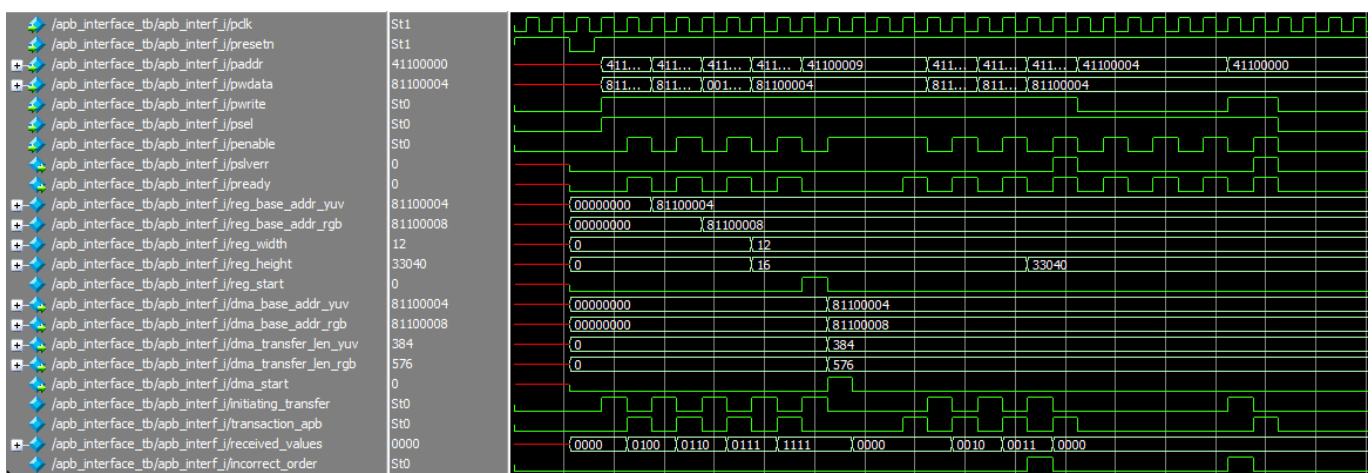 /apb_interface_tb/apb_interf_i/pclk St1
/apb_interface_tb/apb_interf_i/presetn St1
/apb_interface_tb/apb_interf_i/paddr 41100000 411... 411... 411... 411... 41100009 411... 411... 411... 41100004 41100000
/apb_interface_tb/apb_interf_i/pwdata 81100004 811... 811... 001... 81100004 811... 811... 81100004
/apb_interface_tb/apb_interf_i/pwrite St0
/apb_interface_tb/apb_interf_i/psel St0
/apb_interface_tb/apb_interf_i/penable St0
/apb_interface_tb/apb_interf_i/pslverr 0
/apb_interface_tb/apb_interf_i/pready 0
/apb_interface_tb/apb_interf_i/reg_base_addr_yuv 81100004 00000000 81100004
/apb_interface_tb/apb_interf_i/reg_base_addr_rgb 81100008 00000000 81100008
/apb_interface_tb/apb_interf_i/reg_width 12 0 12
/apb_interface_tb/apb_interf_i/reg_height 33040 0 16 33040
/apb_interface_tb/apb_interf_i/reg_start 0
/apb_interface_tb/apb_interf_i/dma_base_addr_yuv 81100004 00000000 81100004
/apb_interface_tb/apb_interf_i/dma_base_addr_rgb 81100008 00000000 81100008
/apb_interface_tb/apb_interf_i/dma_transfer_len_yuv 384 0 384
/apb_interface_tb/apb_interf_i/dma_transfer_len_rgb 576 0 576
/apb_interface_tb/apb_interf_i/dma_start 0
/apb_interface_tb/apb_interf_i/initiating_transfer St0
/apb_interface_tb/apb_interf_i/transaction_apb St0
/apb_interface_tb/apb_interf_i/received_values 0000 0000 0100 0110 0111 1111 0000 0010 0011 0000
/apb_interface_tb/apb_interf_i/incorrect_order St0